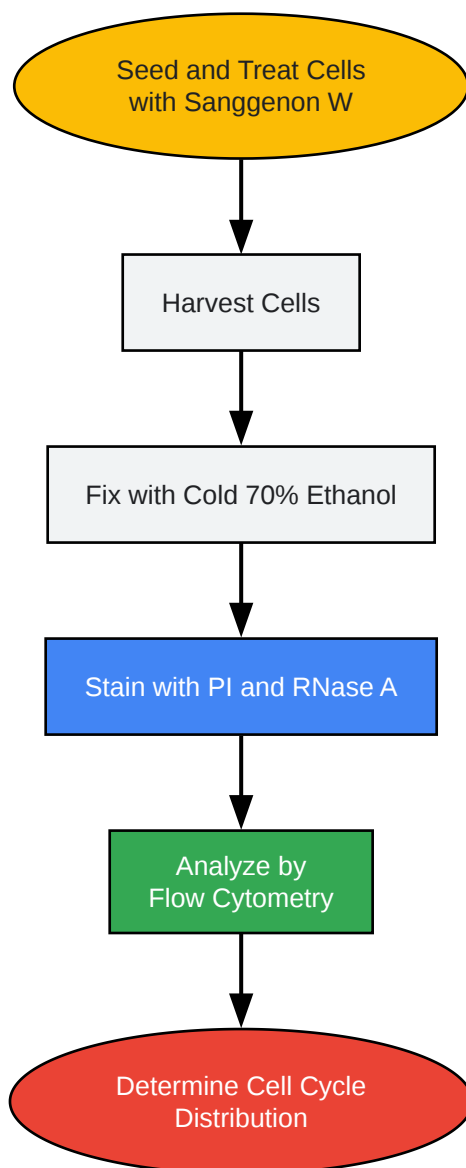 Seed and Treat Cells
with Sanggenon W
Harvest Cells
Fix with Cold 70% Ethanol
Stain with PI and RNase A
Analyze by
Flow Cytometry
Determine Cell Cycle
Distribution